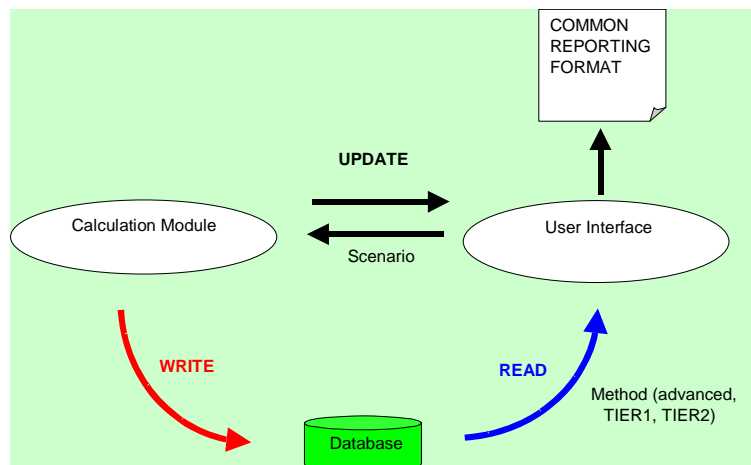 COMMON
REPORTING
FORMAT
UPDATE
Calculation Module
User Interface
Scenario
WRITE
READ
Method (advanced,
TIER1, TIER2)
Database